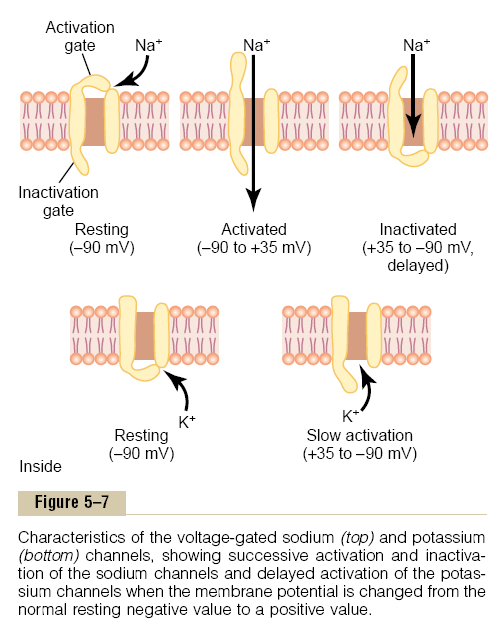 Activation
gate
Na+
Na+
Na+
Inactivation
gate
Resting
(–90 mV)
Activated
(–90 to +35 mV)
Inactivated
(+35 to –90 mV,
delayed)
K+
K+
Resting
(–90 mV)
Slow activation
(+35 to –90 mV)
Inside
Figure 5–7
Characteristics of the voltage-gated sodium (top) and potassium
(bottom) channels, showing successive activation and inactiva-
tion of the sodium channels and delayed activation of the potas-
sium channels when the membrane potential is changed from the
normal resting negative value to a positive value.